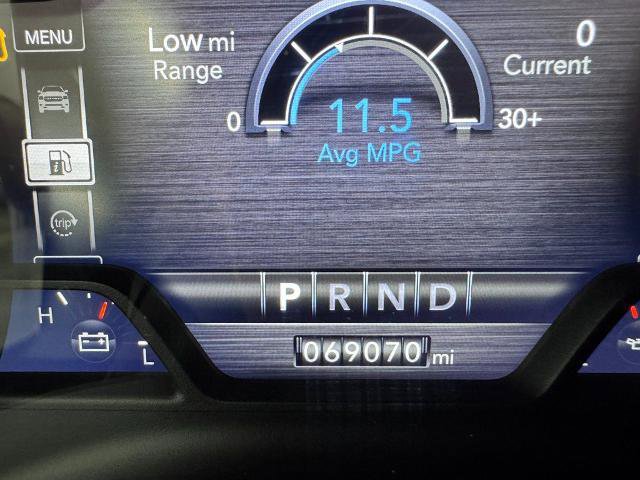 MENU
Low mi
Range
0
Current
0
30+
11.5
Avg MPG
i
trip
P R N D
H
L
069070 mi